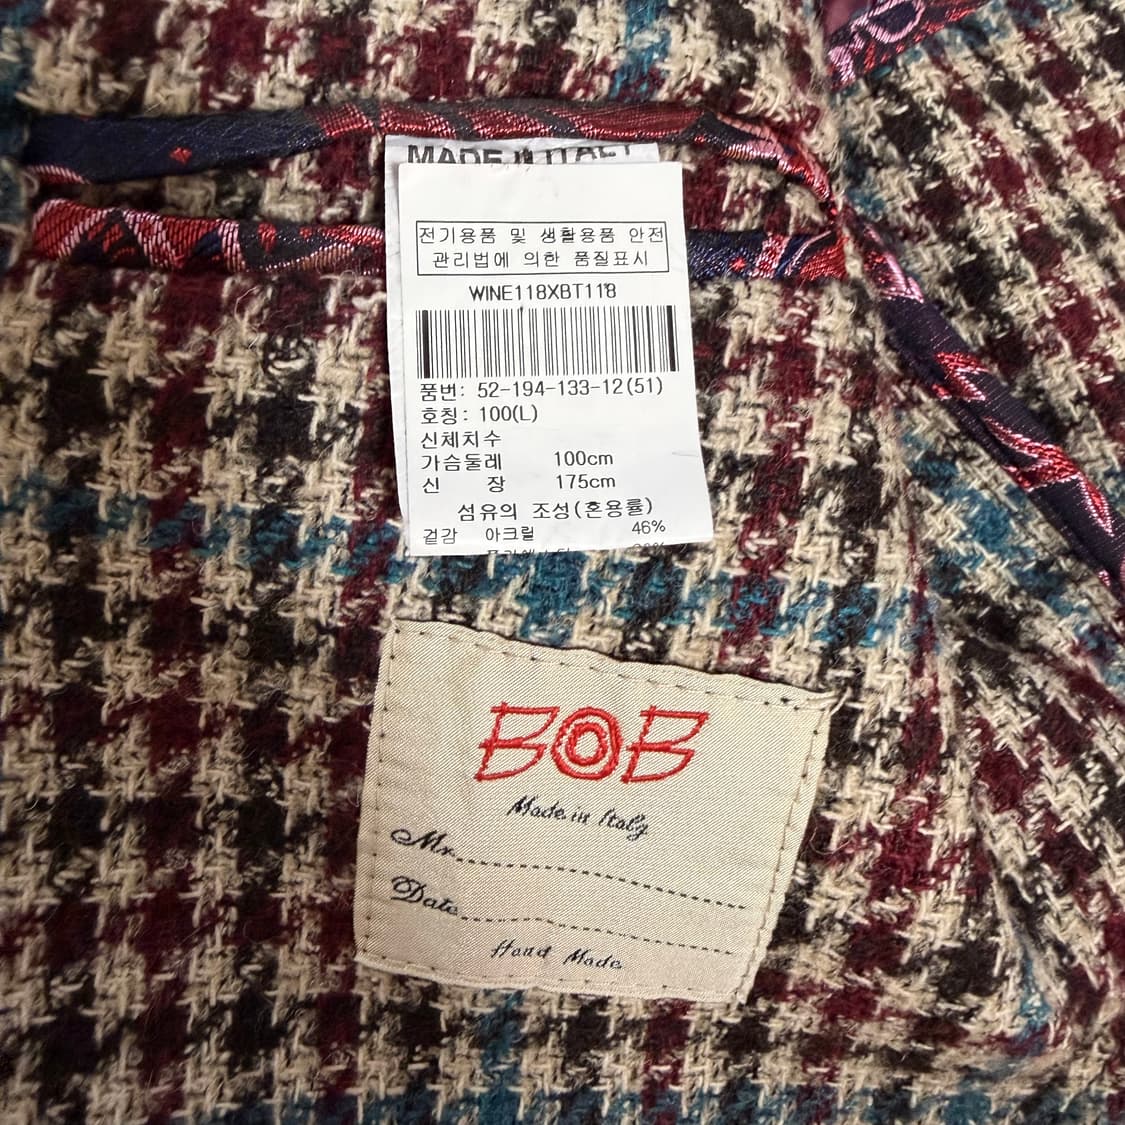 MADE IN ITALY
전기용품 및 생활용품 안전
관리법에 의한 품질표시
WINE118XBT118
품번: 52-194-133-12(51)
호칭: 100(L)
신체치수
가슴둘레 100cm
신 장 175cm
섬유의 조성(혼용률)
겉감 아크릴 46%
BOB
Made in Italy
Mr.
Date
Hand Made